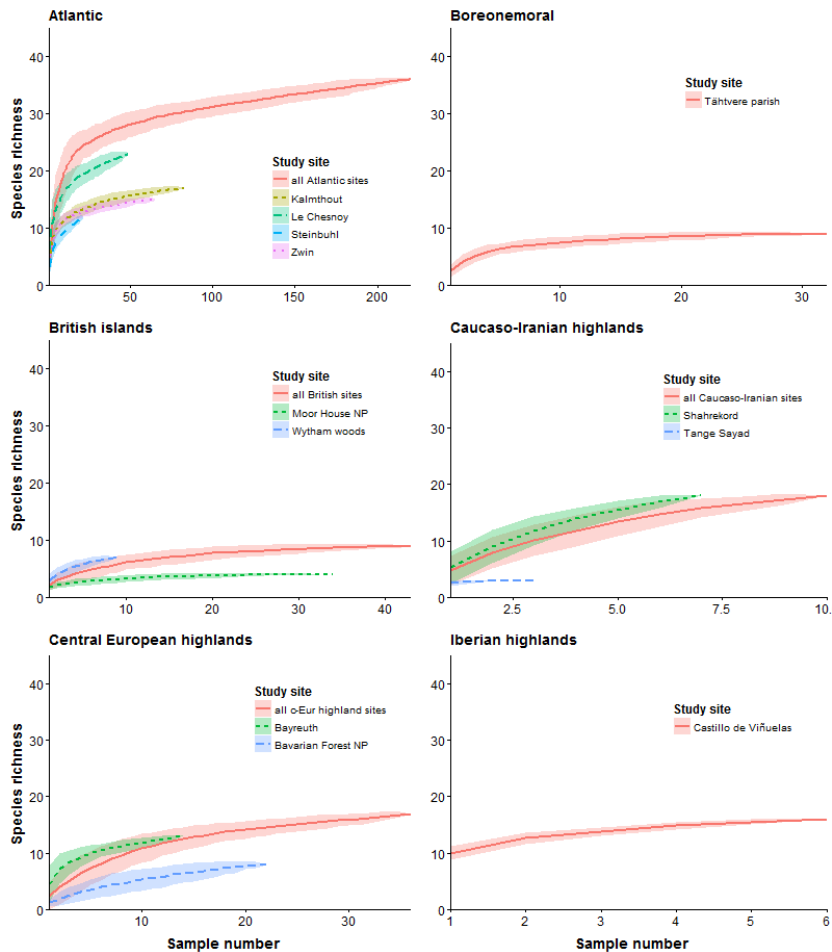 Atlantic
Species richness
40
30
20
10
0
50
100
150
200
Study site
all Atlantic sites
Kalmthout
Le Chesnoy
Steinbuhl
Zwin
Boreonemoral
40
30
20
10
0
10
20
30
Study site
Tähtvere parish
British islands
Species richness
40
30
20
10
0
10
20
30
40
Study site
all British sites
Moor House NP
Wytham woods
Caucaso-Iranian highlands
40
30
20
10
0
2.5
5.0
7.5
10.
Study site
all Caucaso-Iranian sites
Shahrekord
Tange Sayad
Central European highlands
Species richness
40
30
20
10
0
10
20
30
Sample number
Study site
all o-Eur highland sites
Bayreuth
Bavarian Forest NP
Iberian highlands
40
30
20
10
0
1
2
3
4
5
6
Sample number
Study site
Castillo de Viñuelas